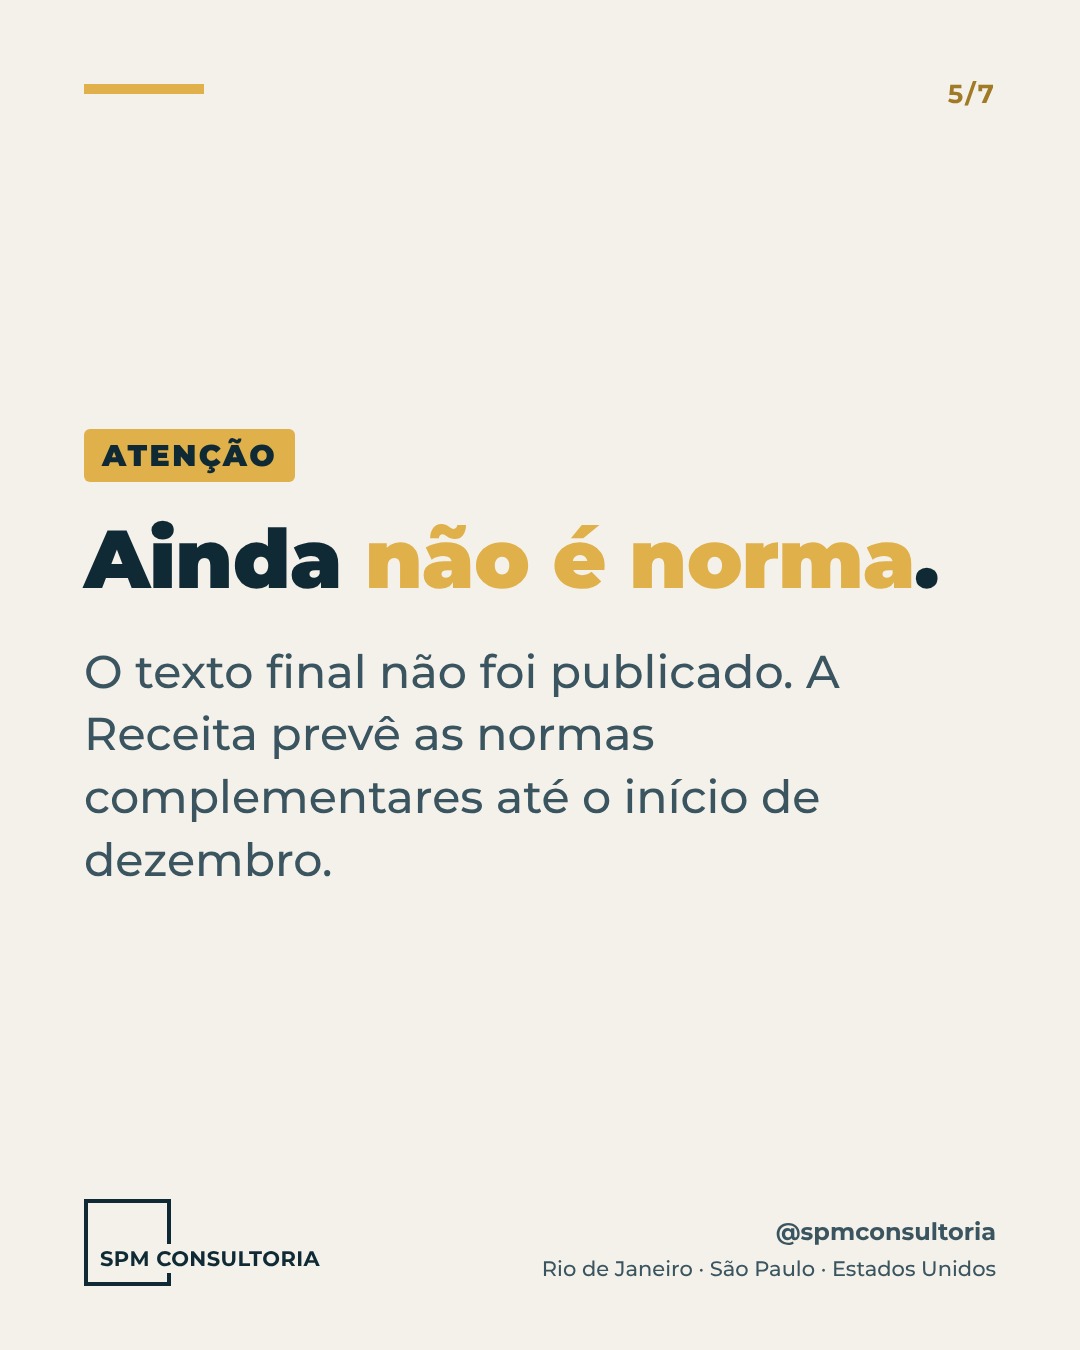 5/7
ATENÇÃO
Ainda não é norma.
O texto final não foi publicado. A
Receita prevê as normas
complementares até o início de
dezembro.
SPM CONSULTORIA
@spmconsultoria
Rio de Janeiro · São Paulo · Estados Unidos